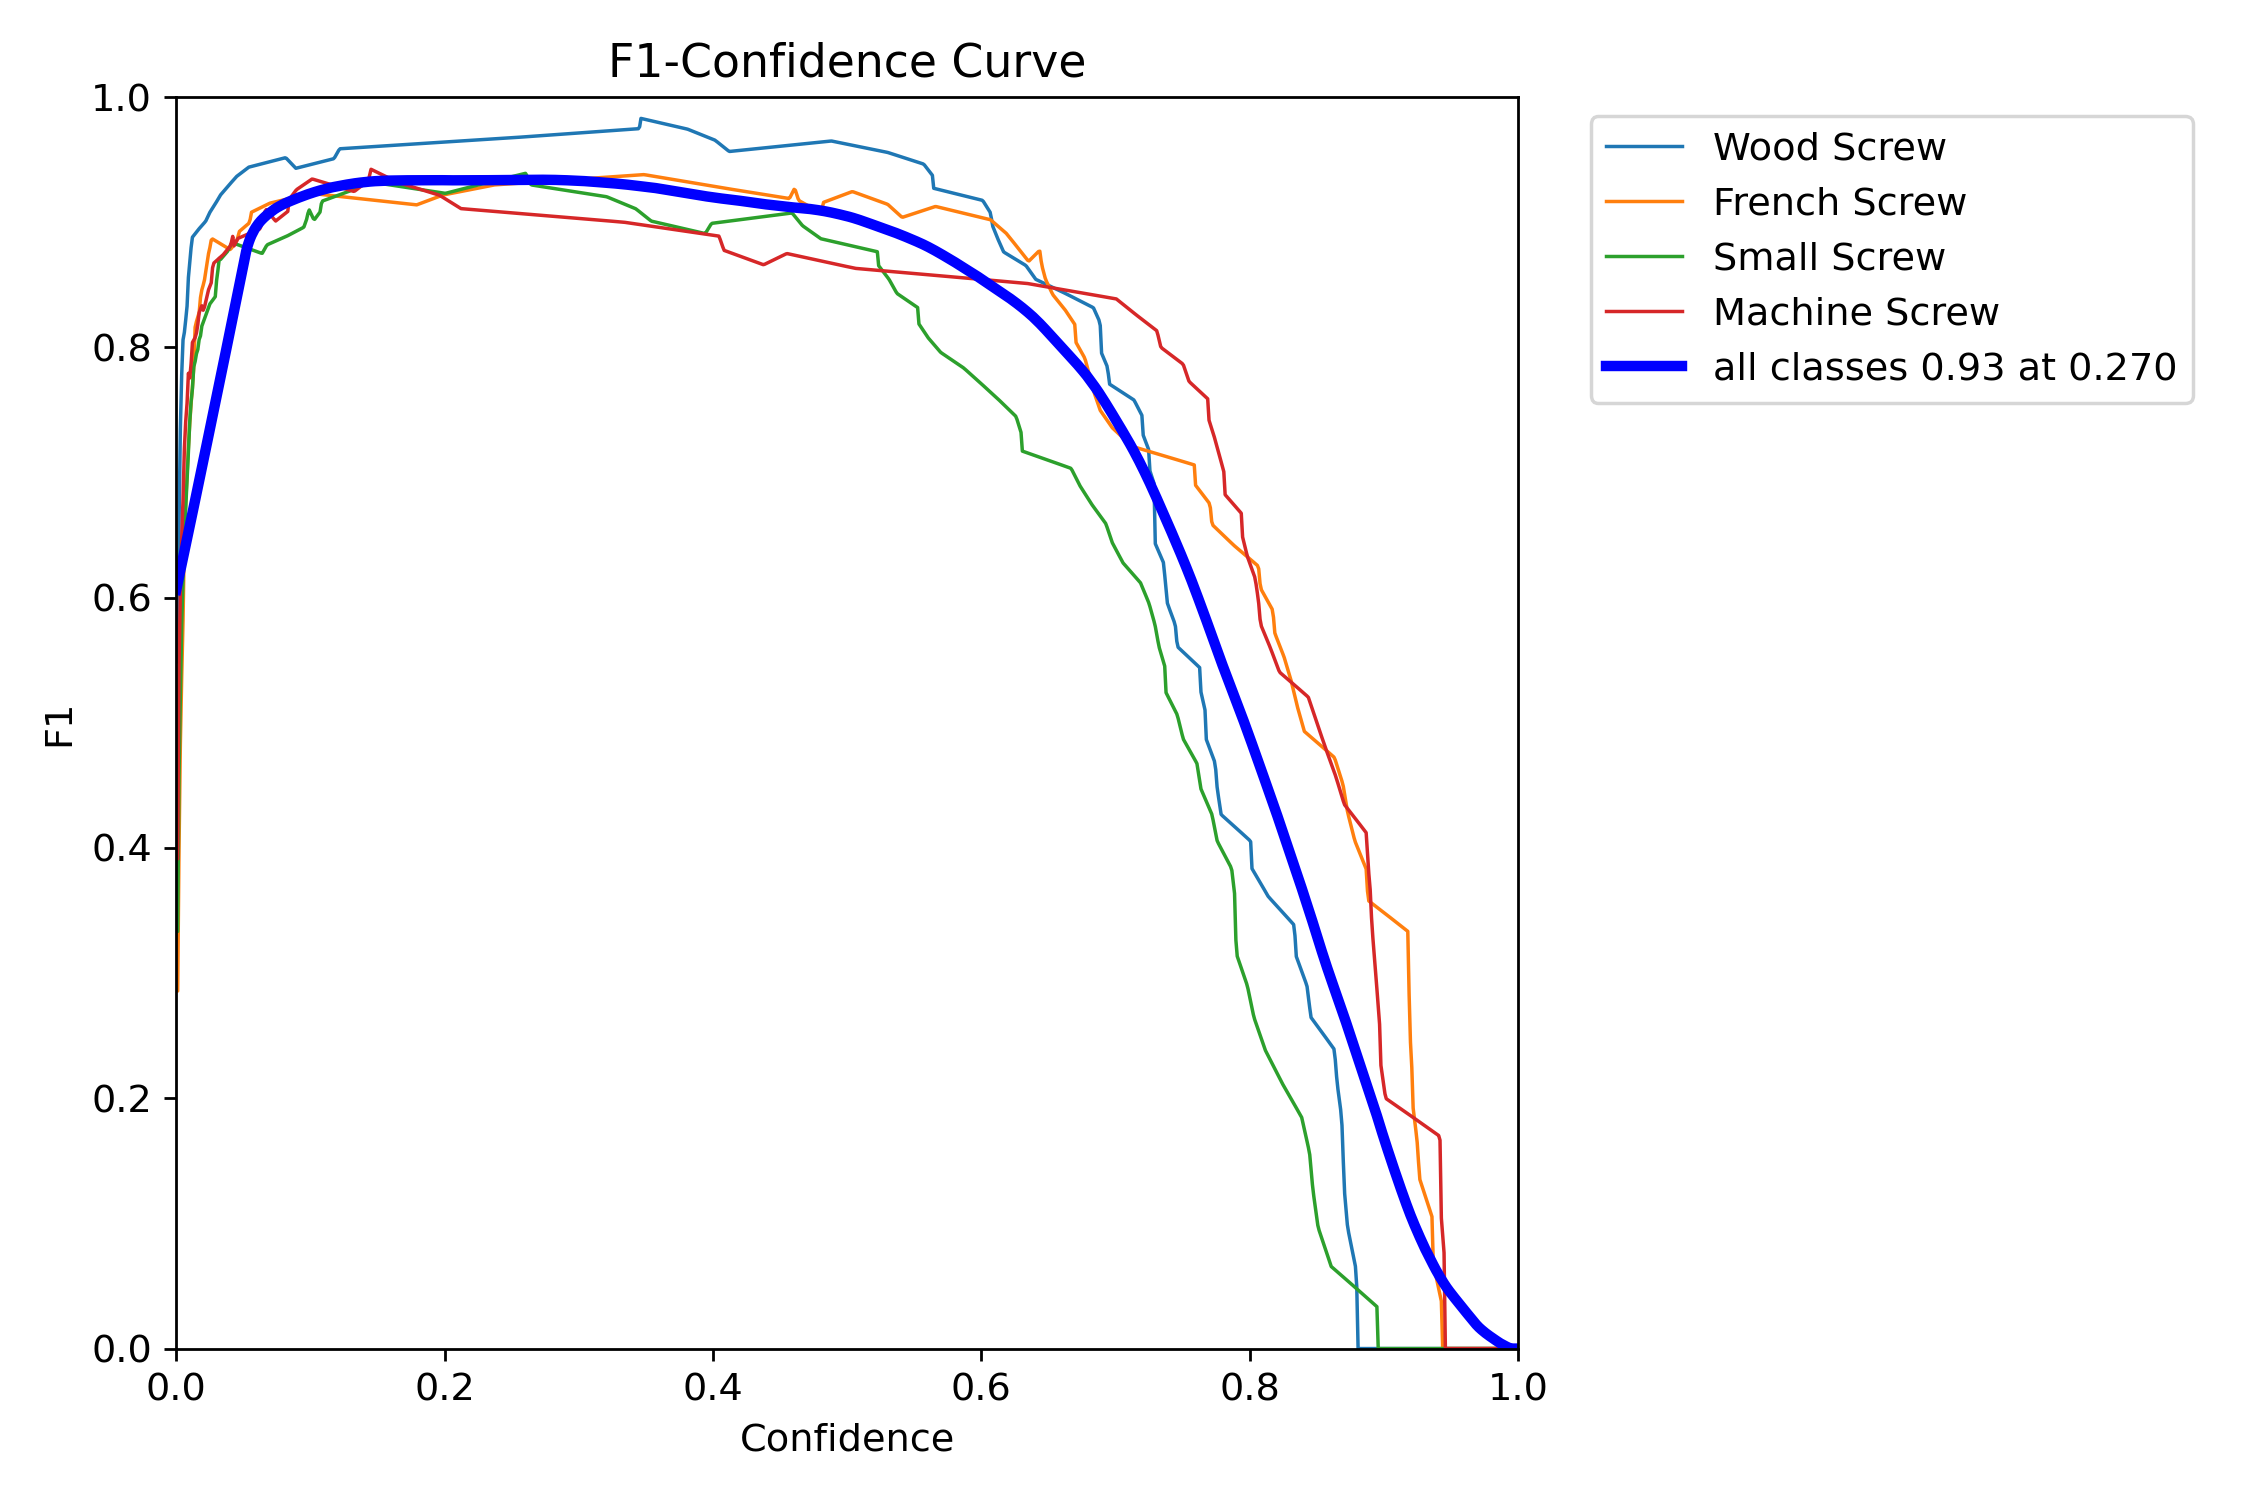 F1-Confidence Curve
1.0
0.8
0.6
0.4
0.2
0.0
F1
0.0 0.2 0.4 0.6 0.8 1.0
Confidence
Wood Screw
French Screw
Small Screw
Machine Screw
all classes 0.93 at 0.270